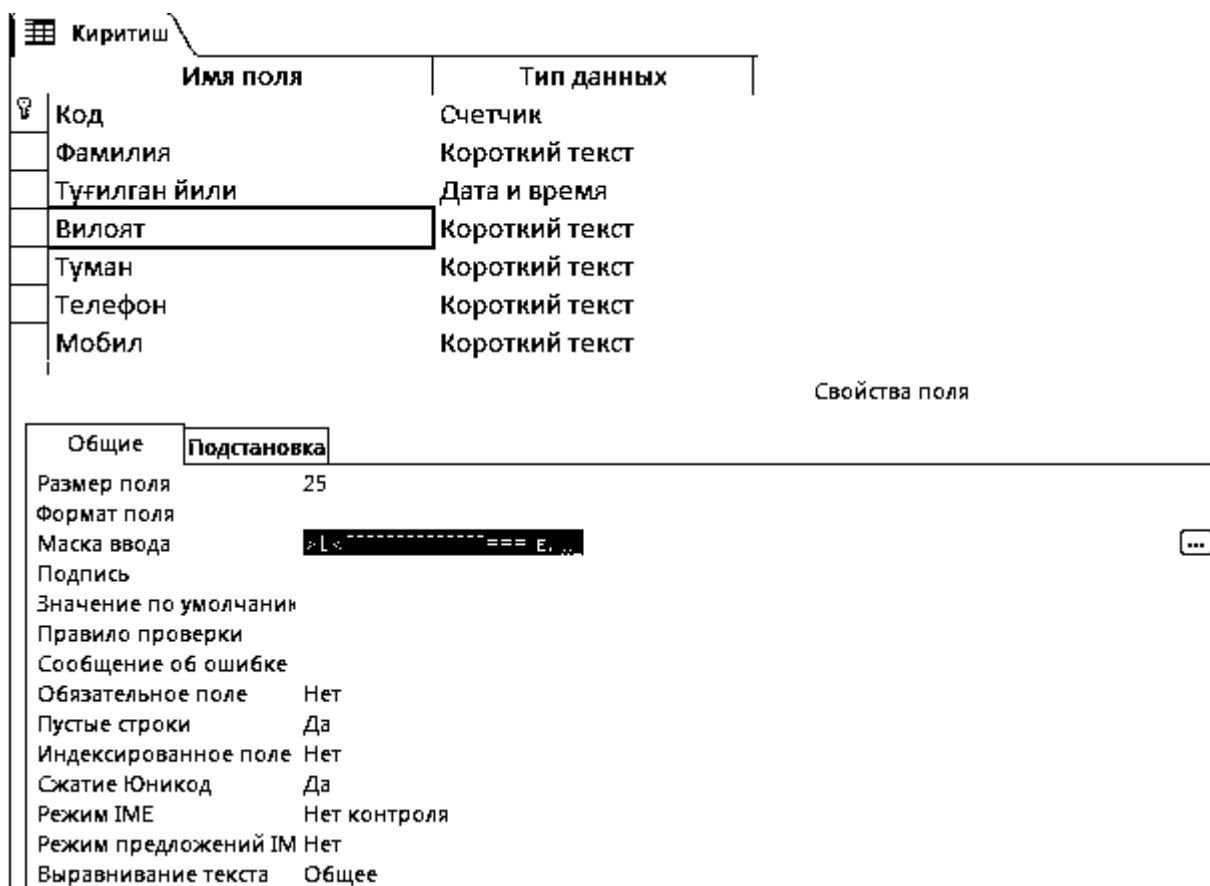 Киритиш
Имя поля Тип данных
Код Счетчик
Фамилия Короткий текст
Туғилган йили Дата и время
Вилоят Короткий текст
Туман Короткий текст
Телефон Короткий текст
Мобил Короткий текст
Свойства поля
Общие Подстановка
Размер поля 25
Формат поля
Маска ввода
Подпись
Значение по умолчани
Правило проверки
Сообщение об ошибке
Обязательное поле Нет
Пустые строки Да
Индексированное поле Нет
Сжатие Юникод Да
Режим IME Нет контроля
Режим предложений IM Нет
Выравнивание текста Общее